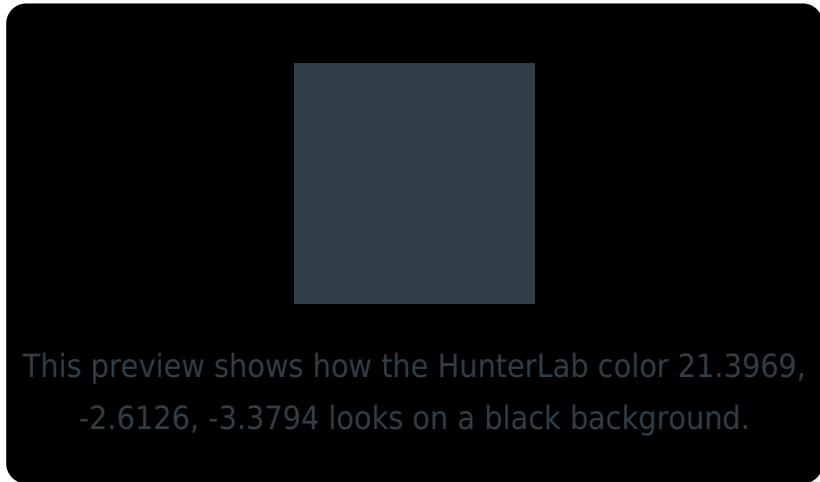 This preview shows how the HunterLab color 21.3969,
-2.6126, -3.3794 looks on a black background.